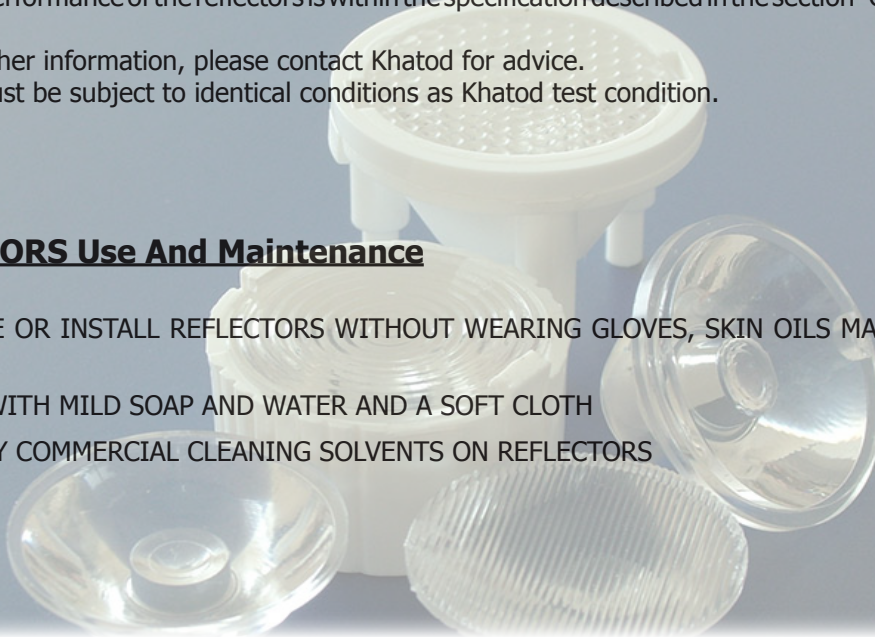 erformance of the reflectors is within the specification described in the section
her information, please contact Khatod for advice.
ust be subject to identical conditions as Khatod test condition.
ORS Use And Maintenance
E OR INSTALL REFLECTORS WITHOUT WEARING GLOVES, SKIN OILS MA
WITH MILD SOAP AND WATER AND A SOFT CLOTH
Y COMMERCIAL CLEANING SOLVENTS ON REFLECTORS